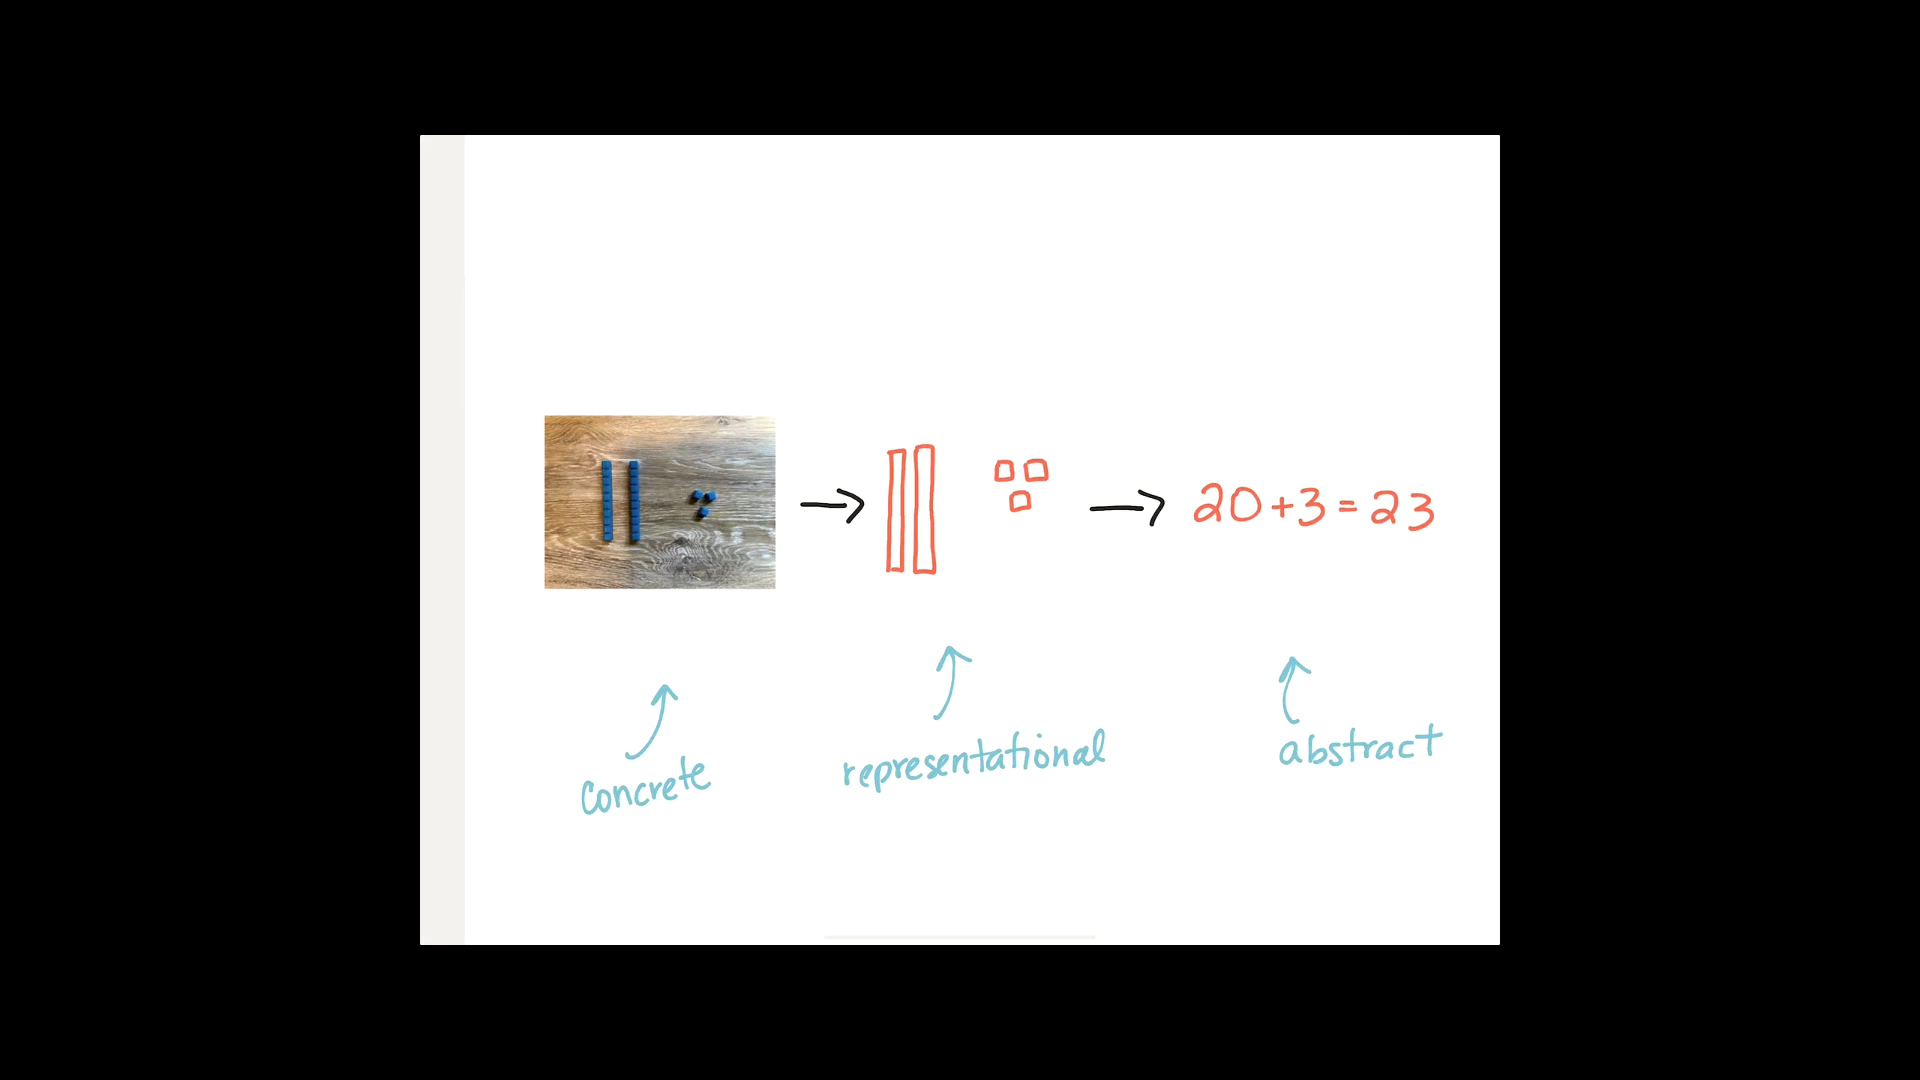 20+3=23
concrete
representational
abstract